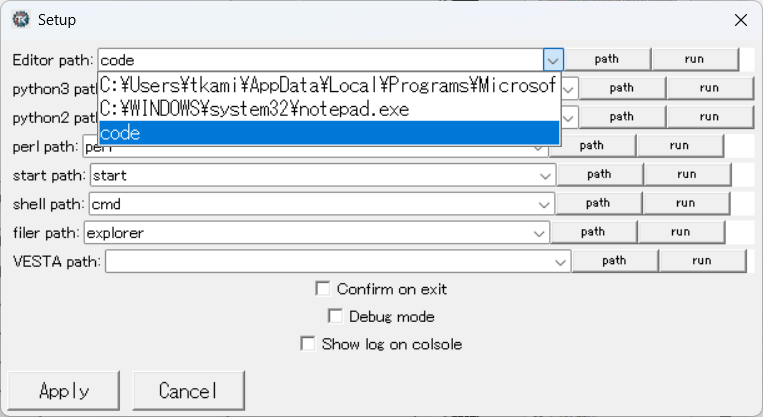 Setup
Editor path: code path run
C:¥Users¥tkami¥AppData¥Local¥Programs¥Microsof
C:¥WINDOWS¥system32¥notepad.exe
code
python3 path run
python2 path run
perl path: perl path run
start path: start path run
shell path: cmd path run
filer path: explorer path run
VESTA path: path run
Confirm on exit
Debug mode
Show log on colsole
Apply Cancel